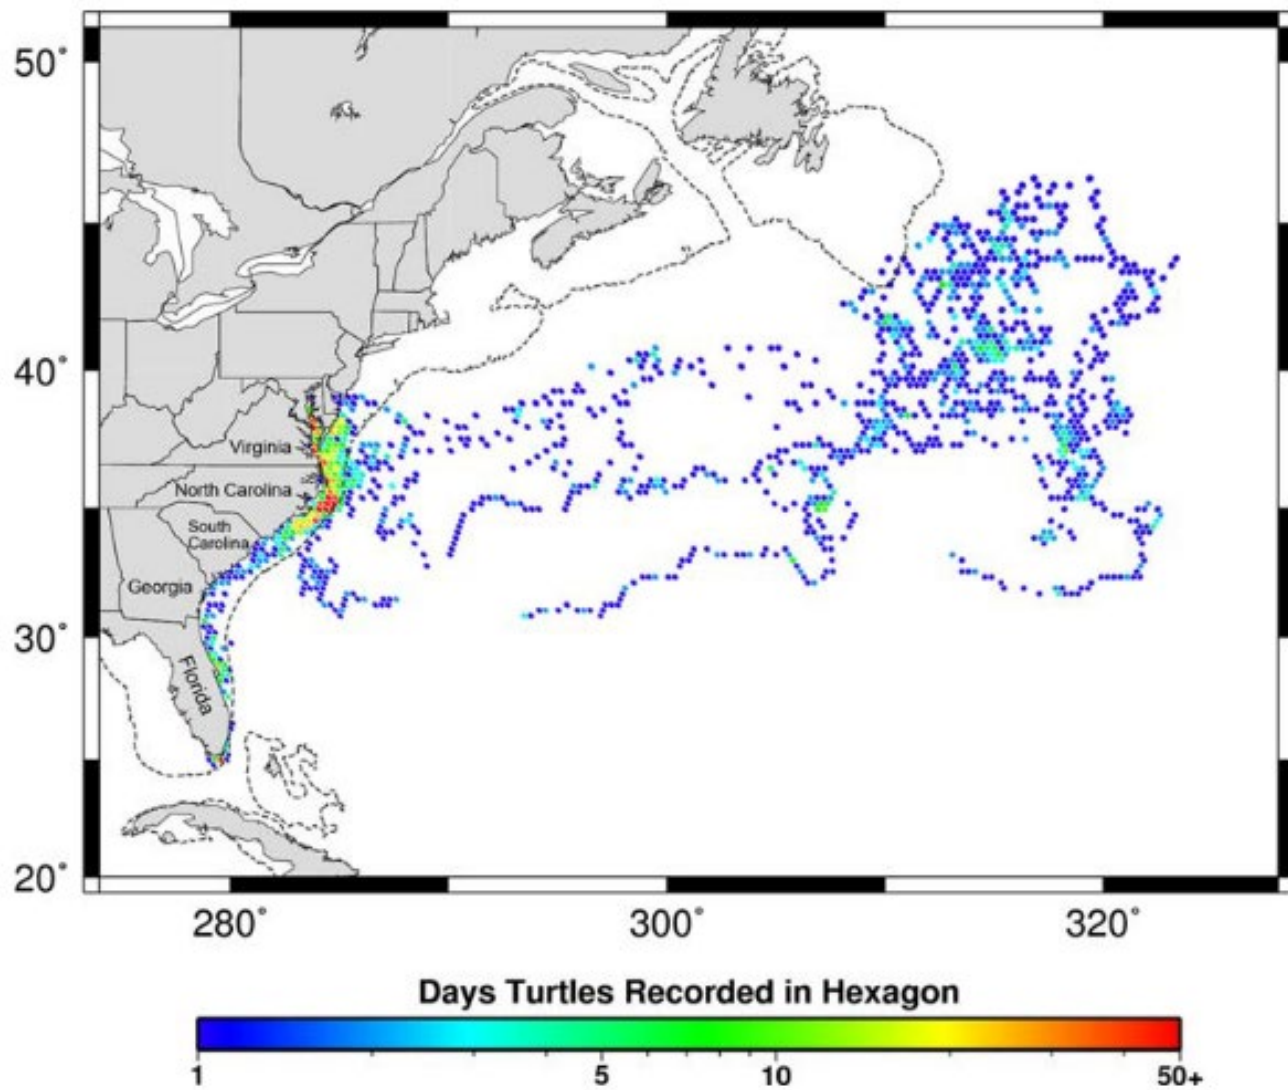 50°
40°
30°
20°
Virginia
North Carolina
South
Carolina
Georgia
Florida
280°
300°
320°
Days Turtles Recorded in Hexagon
1
5
10
50+